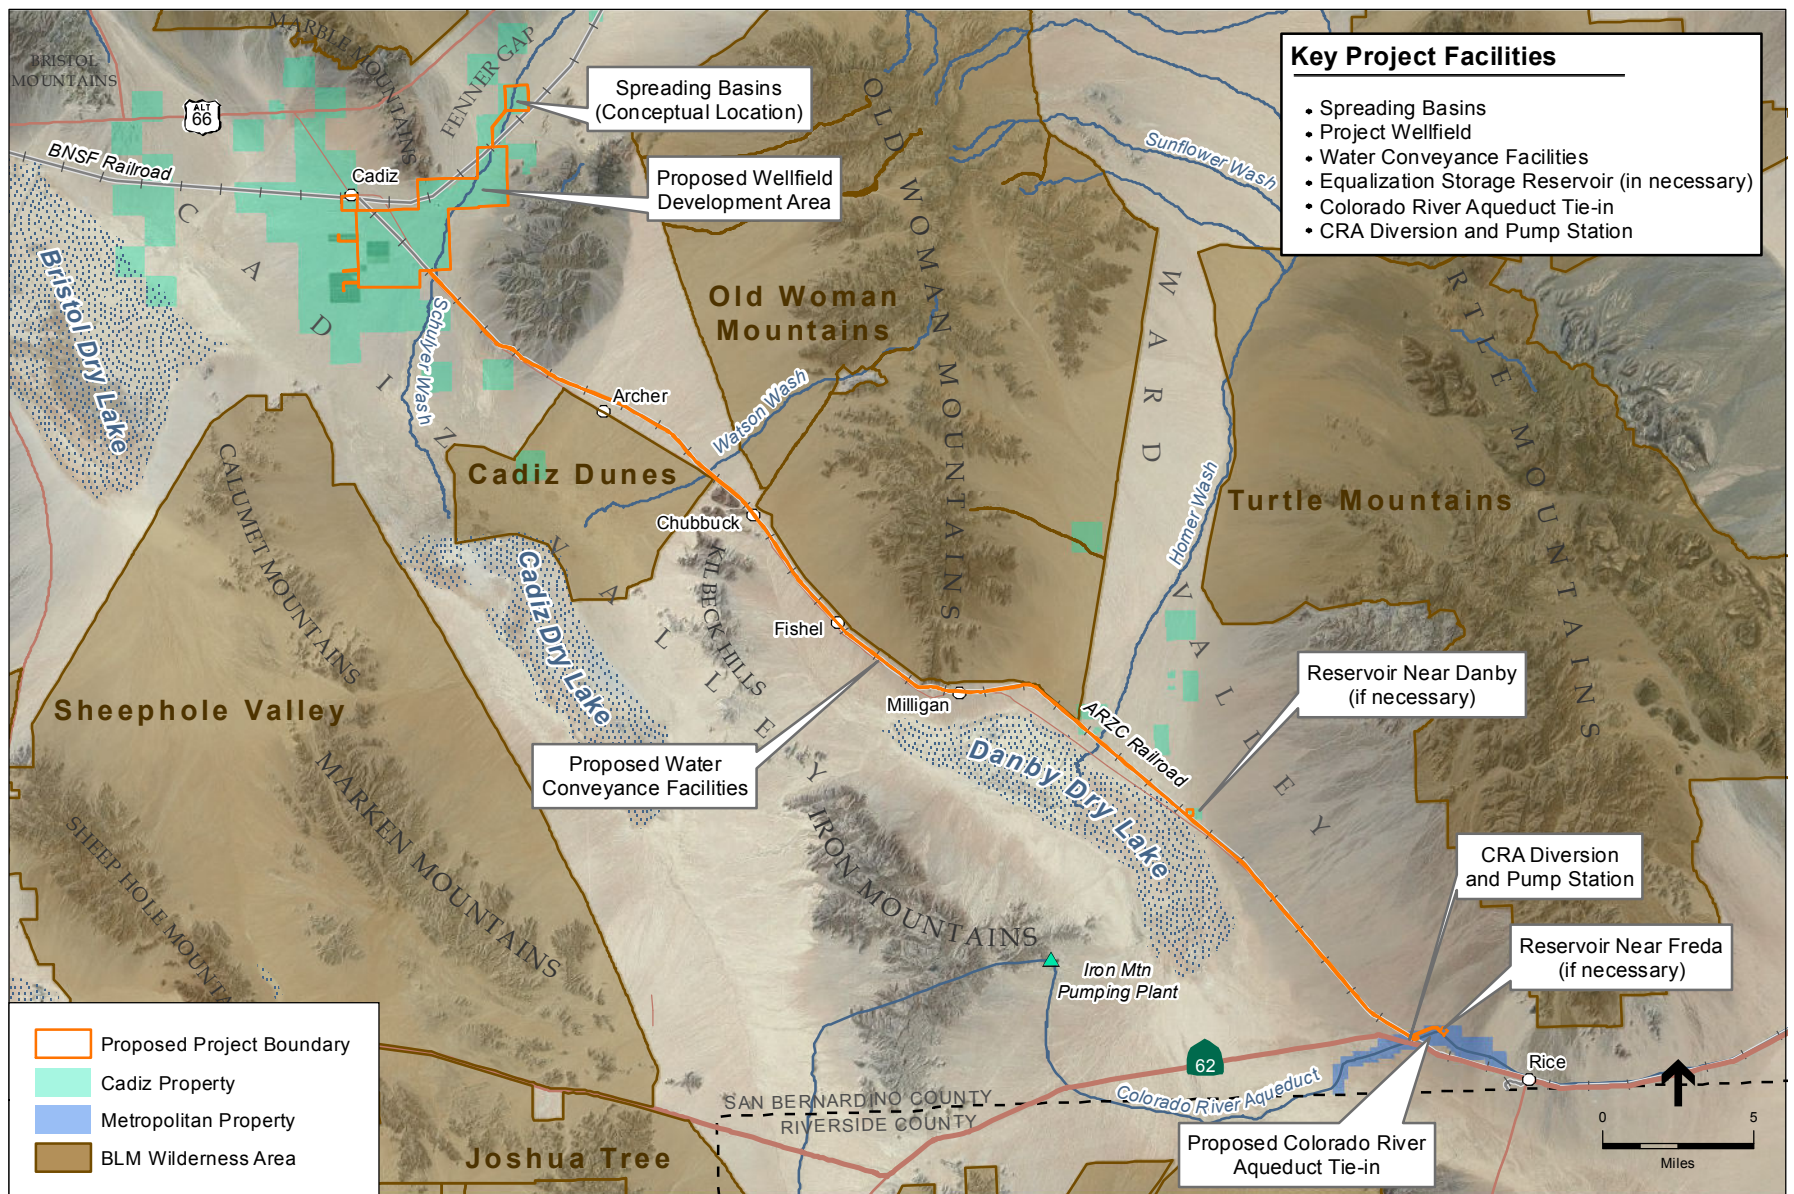 Key Project Facilities
• Spreading Basins
• Project Wellfield
• Water Conveyance Facilities
• Equalization Storage Reservoir (in necessary)
• Colorado River Aqueduct Tie-in
• CRA Diversion and Pump Station
MARBLE MOUNTAINS
BRISTOL
MOUNTAINS
FENNER GAP
ALT
66
BNSF Railroad
Cadiz
Spreading Basins
(Conceptual Location)
Proposed Wellfield
Development Area
OLD WOMAN MOUNTAINS
Sunflower Wash
CADIZ VALLEY
WARD VALLEY
Bristol Dry Lake
Schulyer Wash
Old Woman
Mountains
Archer
Watson Wash
Cadiz Dunes
Chubbuck
Homer Wash
Turtle Mountains
RTLE MOUNTAINS
CALUMET MOUNTAINS
Cadiz Dry Lake
KILBECK HILLS
Fishel
Milligan
Sheephole Valley
ARZC Railroad
Reservoir Near Danby
(if necessary)
Proposed Water
Conveyance Facilities
Danby Dry Lake
MARKEN MOUNTAINS
SHEEP HOLE MOUNTA
IRON MOUNTAINS
CRA Diversion
and Pump Station
Reservoir Near Freda
(if necessary)
Iron Mtn
Pumping Plant
62
Rice
Colorado River Aqueduct
SAN BERNARDINO COUNTY
RIVERSIDE COUNTY
Proposed Colorado River
Aqueduct Tie-in
Joshua Tree
Proposed Project Boundary
Cadiz Property
Metropolitan Property
BLM Wilderness Area
0 5
Miles